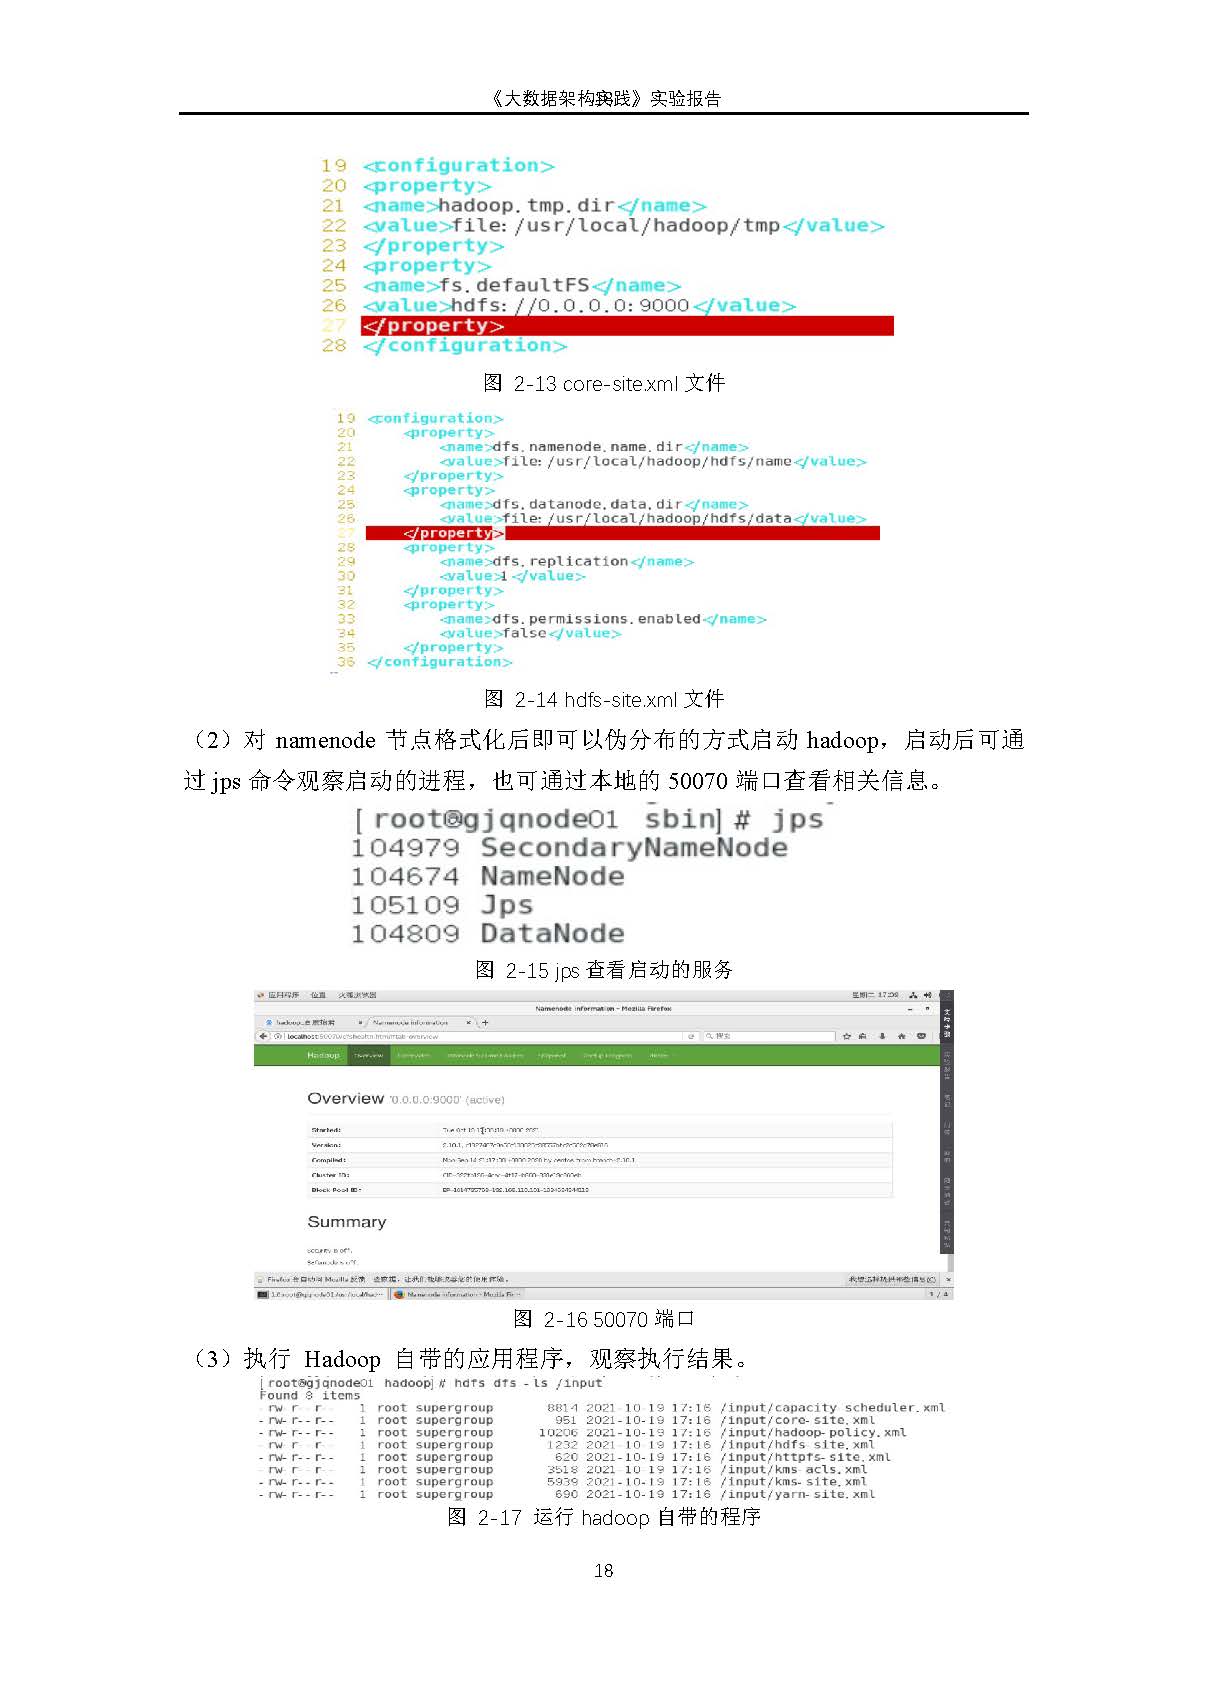 《大数据架构实践》实验报告
19 <configuration>
20 <property>
21 <name>hadoop.tmp.dir</name>
22 <value>file:/usr/local/hadoop/tmp</value>
23 </property>
24 <property>
25 <name>fs.defaultFS</name>
26 <value>hdfs://0.0.0.0:9000</value>
27 </property>
28 </configuration>
图 2-13 core-site.xml 文件
19 <configuration>
20 <property>
21 <name>dfs.namenode.name.dir</name>
22 <value>file:/usr/local/hadoop/hdfs/name</value>
23 </property>
24 <property>
25 <name>dfs.datanode.data.dir</name>
26 <value>file:/usr/local/hadoop/hdfs/data</value>
27 </property>
28 <property>
29 <name>dfs.replication</name>
30 <value>1</value>
31 </property>
32 <property>
33 <name>dfs.permissions.enabled</name>
34 <value>false</value>
35 </property>
36 </configuration>
图 2-14 hdfs-site.xml 文件
（2）对 namenode 节点格式化后即可以伪分布的方式启动 hadoop，启动后可通
过 jps 命令观察启动的进程，也可通过本地的 50070 端口查看相关信息。
[root@gjqnode01 sbin]# jps
104979 SecondaryNameNode
104674 NameNode
105109 Jps
104809 DataNode
图 2-15 jps 查看启动的服务
应用程序 位置 火狐浏览器 星期二 17:09
Namenode information - Mozilla Firefox
Namenode information
搜索
Hadoop Overview
Overview '0.0.0.0:9000' (active)
Started:
Version:
Compiled:
Cluster ID:
Block Pool ID:
Summary
Security is off.
Safemode is off.
1 / 4
图 2-16 50070 端口
（3）执行 Hadoop 自带的应用程序，观察执行结果。
[root@gjqnode01 hadoop]# hdfs dfs -ls /input
Found 8 items
-rw-r--r-- 1 root supergroup 8814 2021-10-19 17:16 /input/capacity-scheduler.xml
-rw-r--r-- 1 root supergroup 951 2021-10-19 17:16 /input/core-site.xml
-rw-r--r-- 1 root supergroup 10206 2021-10-19 17:16 /input/hadoop-policy.xml
-rw-r--r-- 1 root supergroup 1232 2021-10-19 17:16 /input/hdfs-site.xml
-rw-r--r-- 1 root supergroup 620 2021-10-19 17:16 /input/httpfs-site.xml
-rw-r--r-- 1 root supergroup 3518 2021-10-19 17:16 /input/kms-acls.xml
-rw-r--r-- 1 root supergroup 5939 2021-10-19 17:16 /input/kms-site.xml
-rw-r--r-- 1 root supergroup 690 2021-10-19 17:16 /input/yarn-site.xml
图 2-17 运行 hadoop 自带的程序
18